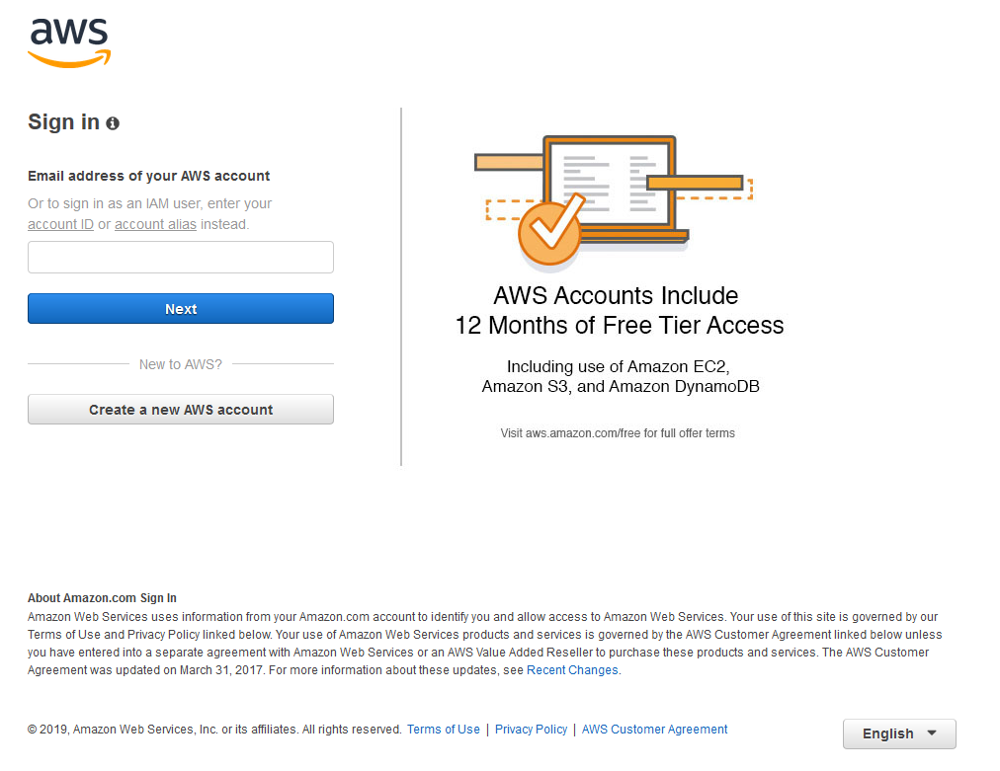 aws
Sign in
Email address of your AWS account
Or to sign in as an IAM user, enter your
account ID or account alias instead.
Next
New to AWS?
Create a new AWS account
AWS Accounts Include
12 Months of Free Tier Access
Including use of Amazon EC2,
Amazon S3, and Amazon DynamoDB
Visit aws.amazon.com/free for full offer terms
About Amazon.com Sign In
Amazon Web Services uses information from your Amazon.com account to identify you and allow access to Amazon Web Services. Your use of this site is governed by our
Terms of Use and Privacy Policy linked below. Your use of Amazon Web Services products and services is governed by the AWS Customer Agreement linked below unless
you have entered into a separate agreement with Amazon Web Services or an AWS Value Added Reseller to purchase these products and services. The AWS Customer
Agreement was updated on March 31, 2017. For more information about these updates, see Recent Changes.
© 2019, Amazon Web Services, Inc. or its affiliates. All rights reserved. Terms of Use | Privacy Policy | AWS Customer Agreement
English